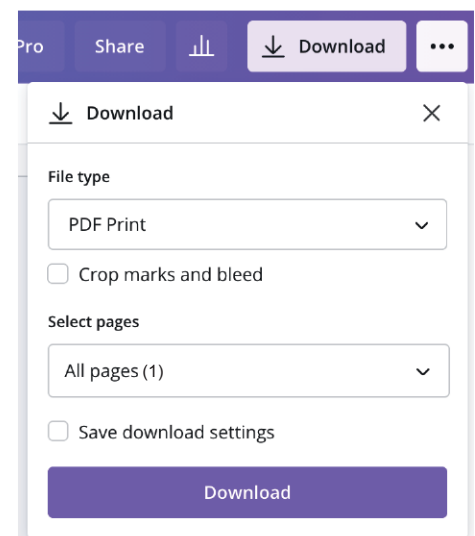 Pro Share Download
Download
File type
PDF Print
Crop marks and bleed
Select pages
All pages (1)
Save download settings
Download